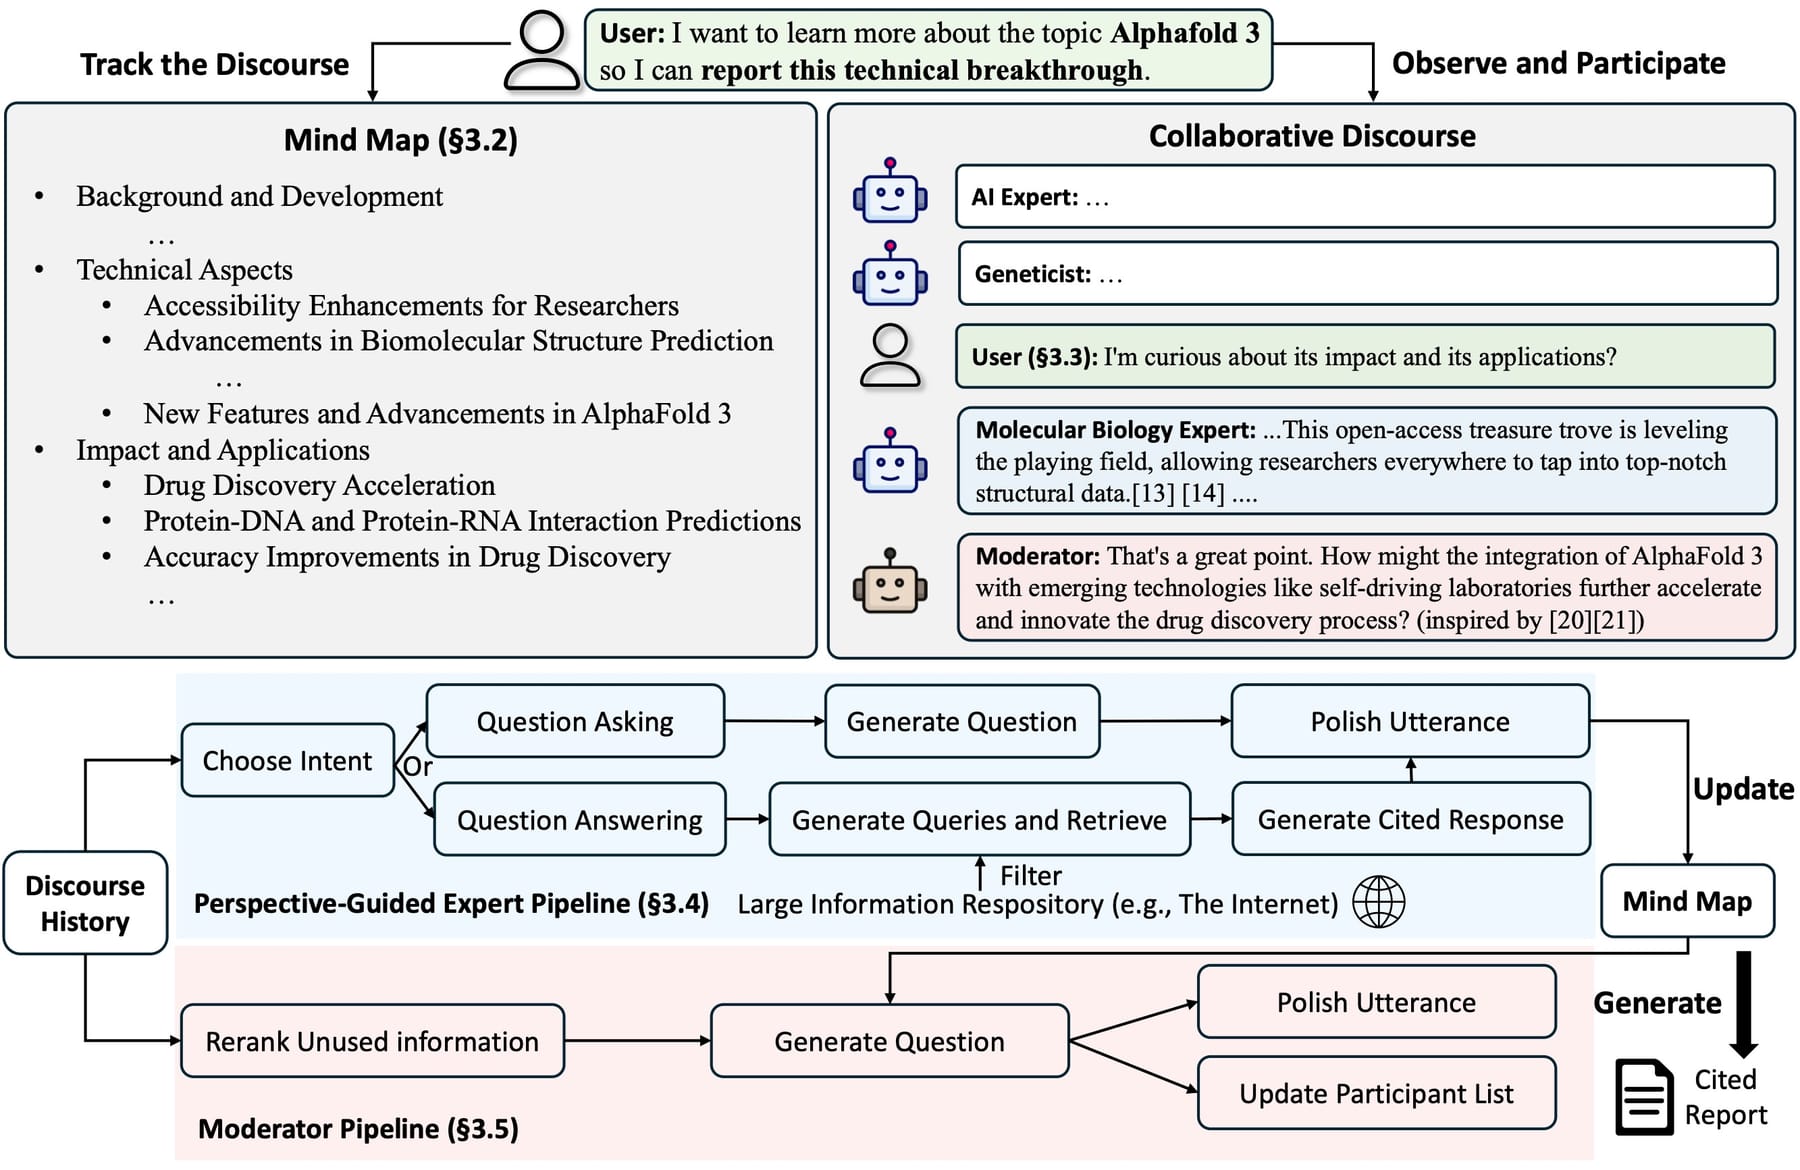 Track the Discourse
User: I want to learn more about the topic Alphafold 3
so I can report this technical breakthrough.
Observe and Participate
Mind Map (§3.2)
• Background and Development
…
• Technical Aspects
• Accessibility Enhancements for Researchers
• Advancements in Biomolecular Structure Prediction
…
• New Features and Advancements in AlphaFold 3
• Impact and Applications
• Drug Discovery Acceleration
• Protein-DNA and Protein-RNA Interaction Predictions
• Accuracy Improvements in Drug Discovery
…
Collaborative Discourse
AI Expert: …
Geneticist: …
User (§3.3): I'm curious about its impact and its applications?
Molecular Biology Expert: ...This open-access treasure trove is leveling
the playing field, allowing researchers everywhere to tap into top-notch
structural data.[13] [14] ....
Moderator: That's a great point. How might the integration of AlphaFold 3
with emerging technologies like self-driving laboratories further accelerate
and innovate the drug discovery process? (inspired by [20][21])
Discourse
History
Choose Intent
Or
Question Asking
Generate Question
Polish Utterance
Question Answering
Generate Queries and Retrieve
Generate Cited Response
Filter
Perspective-Guided Expert Pipeline (§3.4)
Large Information Respository (e.g., The Internet)
Update
Mind Map
Rerank Unused information
Generate Question
Polish Utterance
Update Participant List
Moderator Pipeline (§3.5)
Generate
Cited
Report